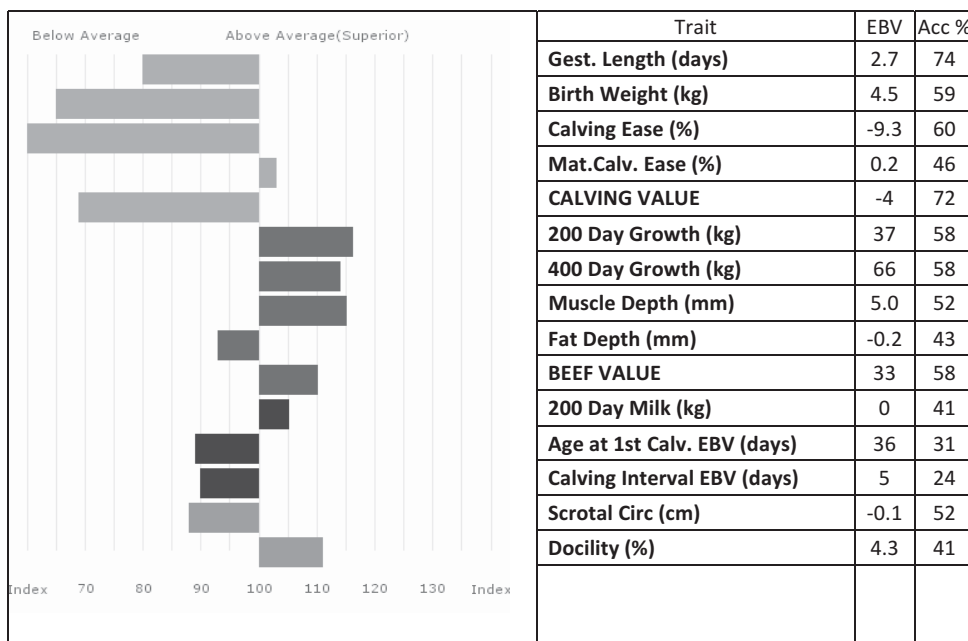 Below Average Above Average(Superior)
Index 70 80 90 100 110 120 130 Index
Trait EBV Acc %
Gest. Length (days) 2.7 74
Birth Weight (kg) 4.5 59
Calving Ease (%) -9.3 60
Mat.Calv. Ease (%) 0.2 46
CALVING VALUE -4 72
200 Day Growth (kg) 37 58
400 Day Growth (kg) 66 58
Muscle Depth (mm) 5.0 52
Fat Depth (mm) -0.2 43
BEEF VALUE 33 58
200 Day Milk (kg) 0 41
Age at 1st Calv. EBV (days) 36 31
Calving Interval EBV (days) 5 24
Scrotal Circ (cm) -0.1 52
Docility (%) 4.3 41